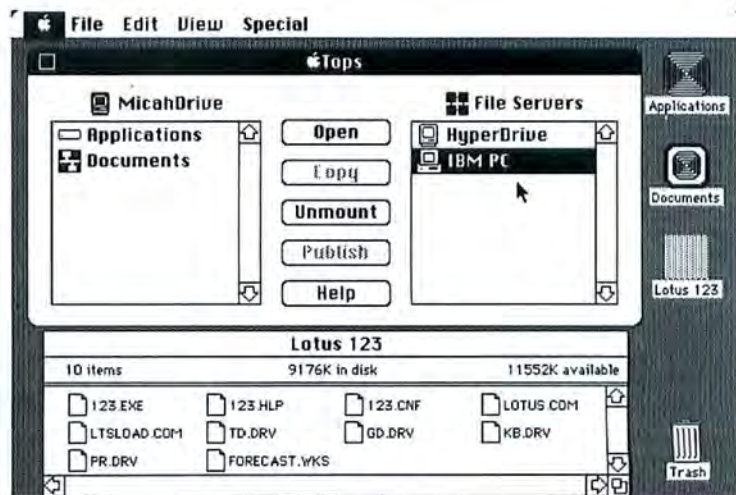 File Edit View Special
Tops
MicahDrive
Applications
Documents
Open
Copy
Unmount
Publish
Help
File Servers
HyperDrive
IBM PC
Applications
Documents
Lotus 123
Trash
Lotus 123
10 items 9176K in disk 11552K available
123.EXE 123.HLP 123.CNF LOTUS.COM
LTSLOAD.COM TD.DRV GD.DRV KB.DRV
PR.DRV FORECAST.WKS